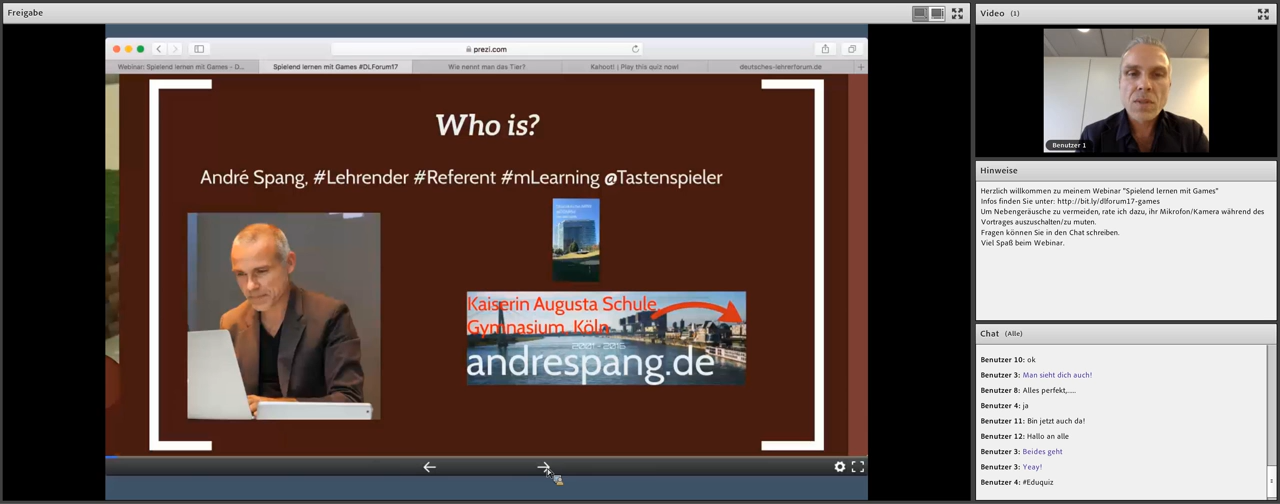 Freigabe
prezi.com
Webinar: Spielend lernen mit Games - D...
Spielend lernen mit Games #DLForum17
Wie nennt man das Tier?
Kahoot! | Play this quiz now!
deutsches-lehrerforum.de
Who is?
André Spang, #Lehrender #Referent #mLearning @Tastenspieler
Kaiserin Augusta Schule,
Gymnasium, Köln
andrespang.de
Video (1)
Benutzer 1
Hinweise
Herzlich willkommen zu meinem Webinar "Spielend lernen mit Games"
Infos finden Sie unter: http://bit.ly/dlforum17-games
Um Nebengeräusche zu vermeiden, rate ich dazu, ihr Mikrofon/Kamera während des
Vortrages auszuschalten/zu muten.
Fragen können Sie in den Chat schreiben.
Viel Spaß beim Webinar.
Chat (Alle)
Benutzer 10: ok
Benutzer 3: Man sieht dich auch!
Benutzer 8: Alles perfekt,....
Benutzer 4: ja
Benutzer 11: Bin jetzt auch da!
Benutzer 12: Hallo an alle
Benutzer 3: Beides geht
Benutzer 3: Yeay!
Benutzer 4: #Eduquiz